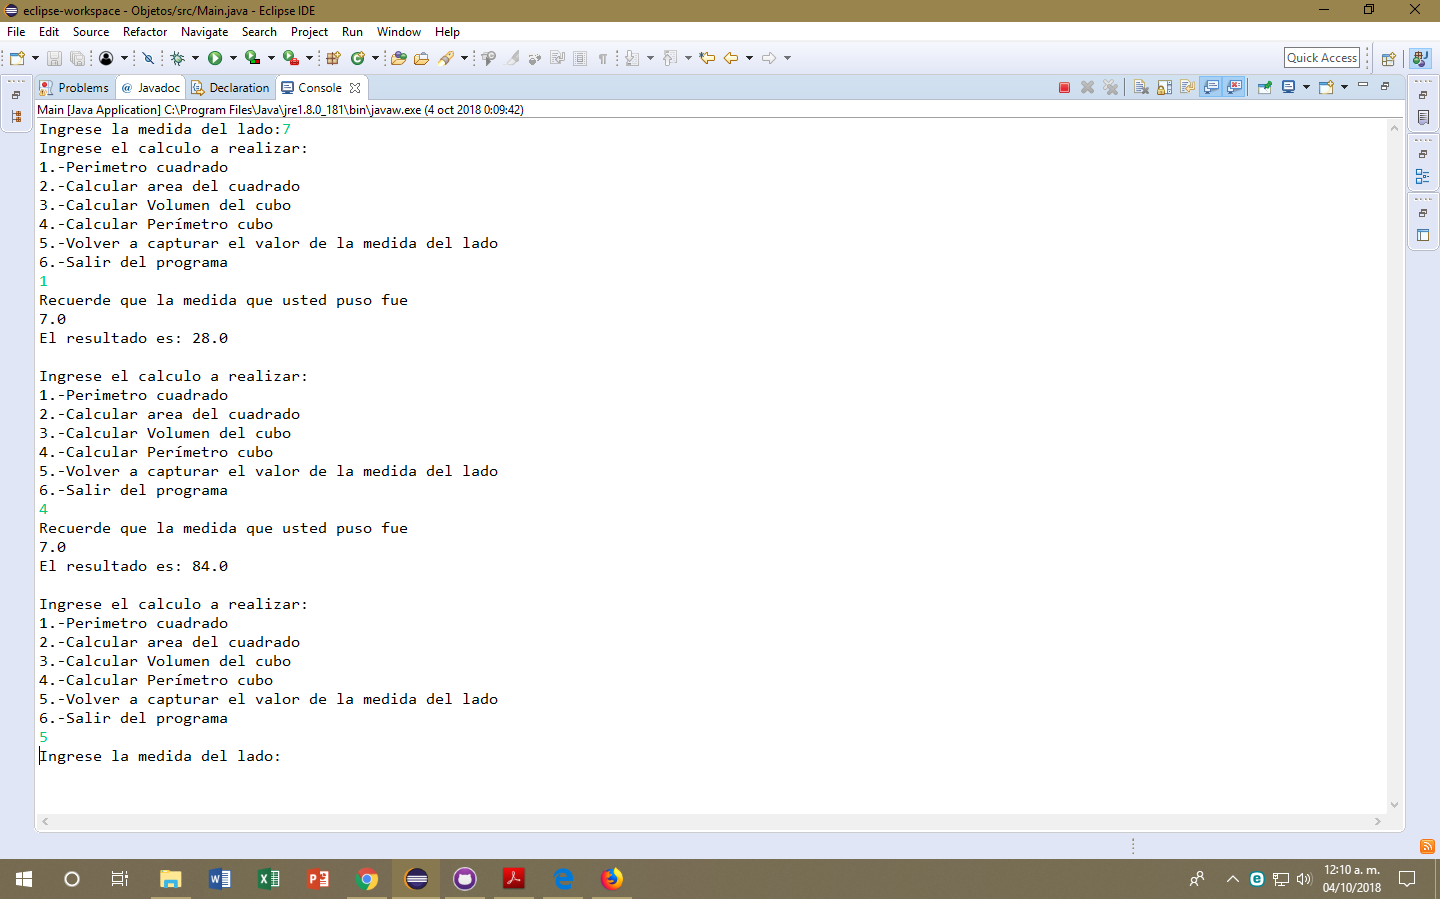 eclipse-workspace - Objetos/src/Main.java - Eclipse IDE
File Edit Source Refactor Navigate Search Project Run Window Help
Quick Access
Problems @ Javadoc Declaration Console
Main [Java Application] C:\Program Files\Java\jre1.8.0_181\bin\javaw.exe (4 oct 2018 0:09:42)
Ingrese la medida del lado:7
Ingrese el calculo a realizar:
1.-Perimetro cuadrado
2.-Calcular area del cuadrado
3.-Calcular Volumen del cubo
4.-Calcular Perímetro cubo
5.-Volver a capturar el valor de la medida del lado
6.-Salir del programa
1
Recuerde que la medida que usted puso fue
7.0
El resultado es: 28.0
Ingrese el calculo a realizar:
1.-Perimetro cuadrado
2.-Calcular area del cuadrado
3.-Calcular Volumen del cubo
4.-Calcular Perímetro cubo
5.-Volver a capturar el valor de la medida del lado
6.-Salir del programa
4
Recuerde que la medida que usted puso fue
7.0
El resultado es: 84.0
Ingrese el calculo a realizar:
1.-Perimetro cuadrado
2.-Calcular area del cuadrado
3.-Calcular Volumen del cubo
4.-Calcular Perímetro cubo
5.-Volver a capturar el valor de la medida del lado
6.-Salir del programa
5
Ingrese la medida del lado:
12:10 a. m.
04/10/2018